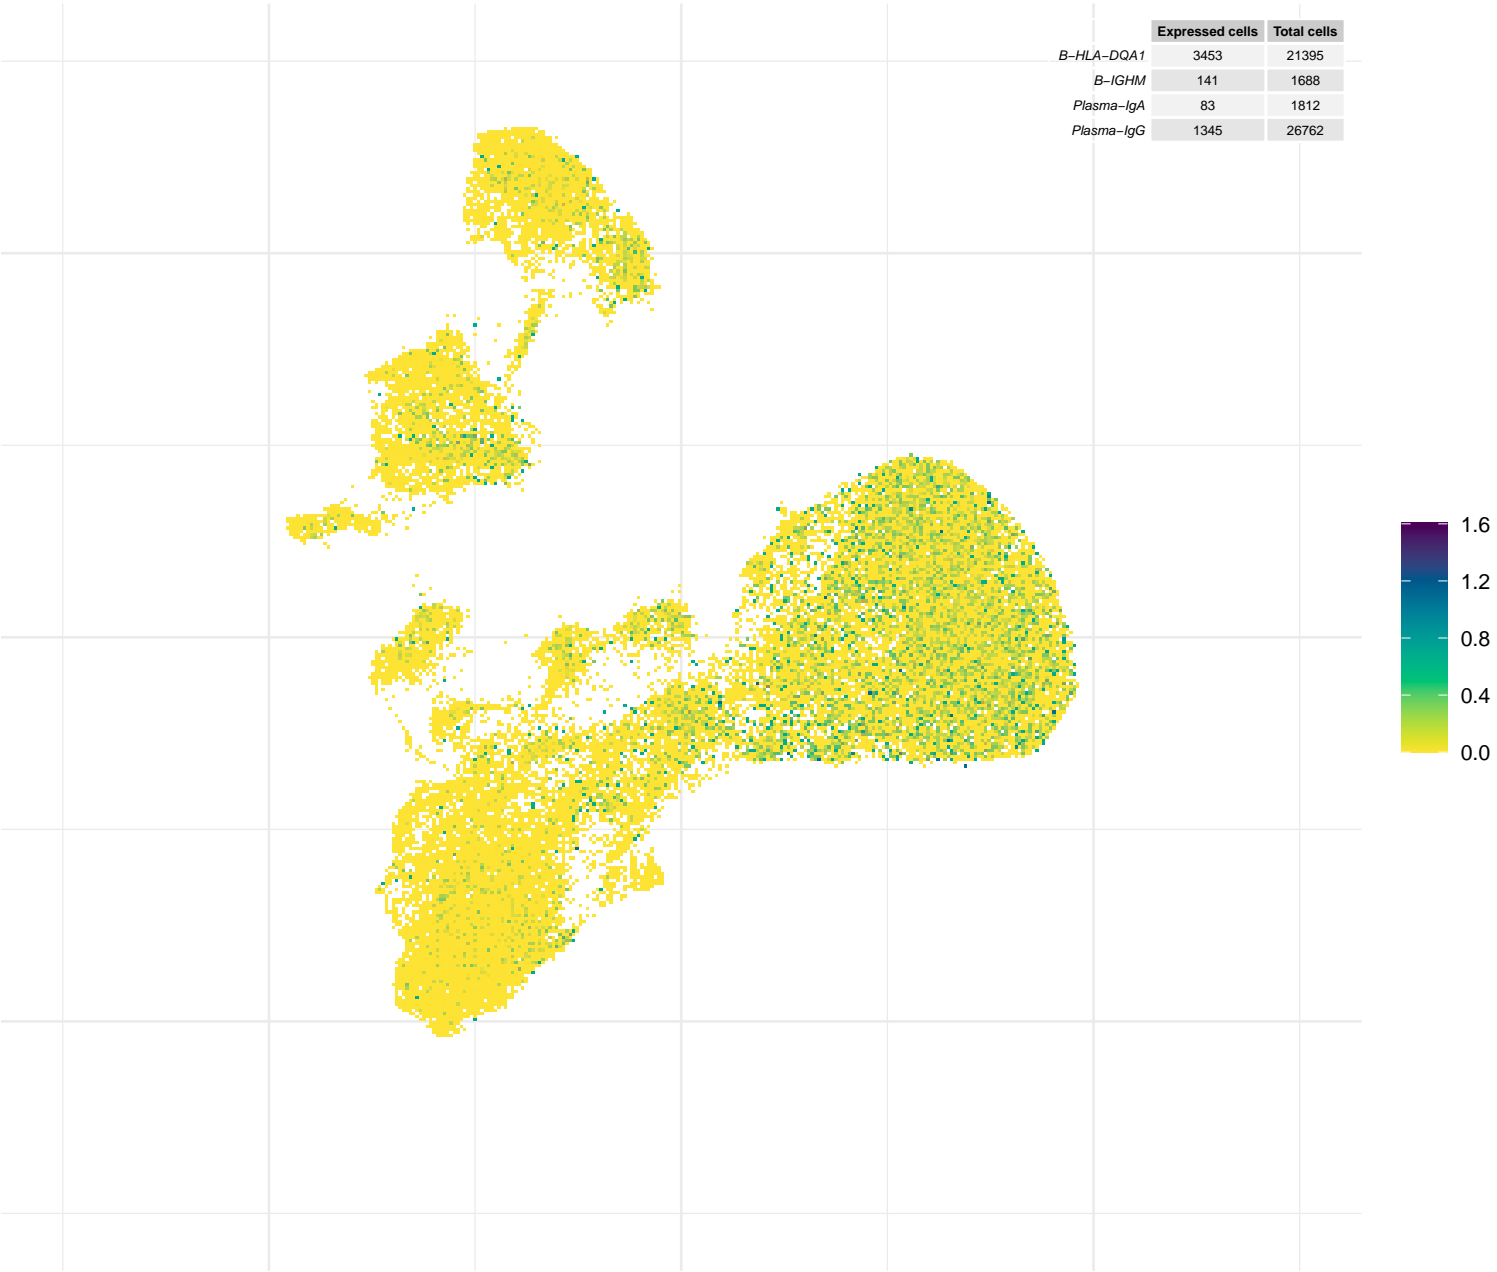 Expressed cells Total cells
B−HLA−DQA1 3453 21395
B−IGHM 141 1688
Plasma−IgA 83 1812
Plasma−IgG 1345 26762
1.6
1.2
0.8
0.4
0.0